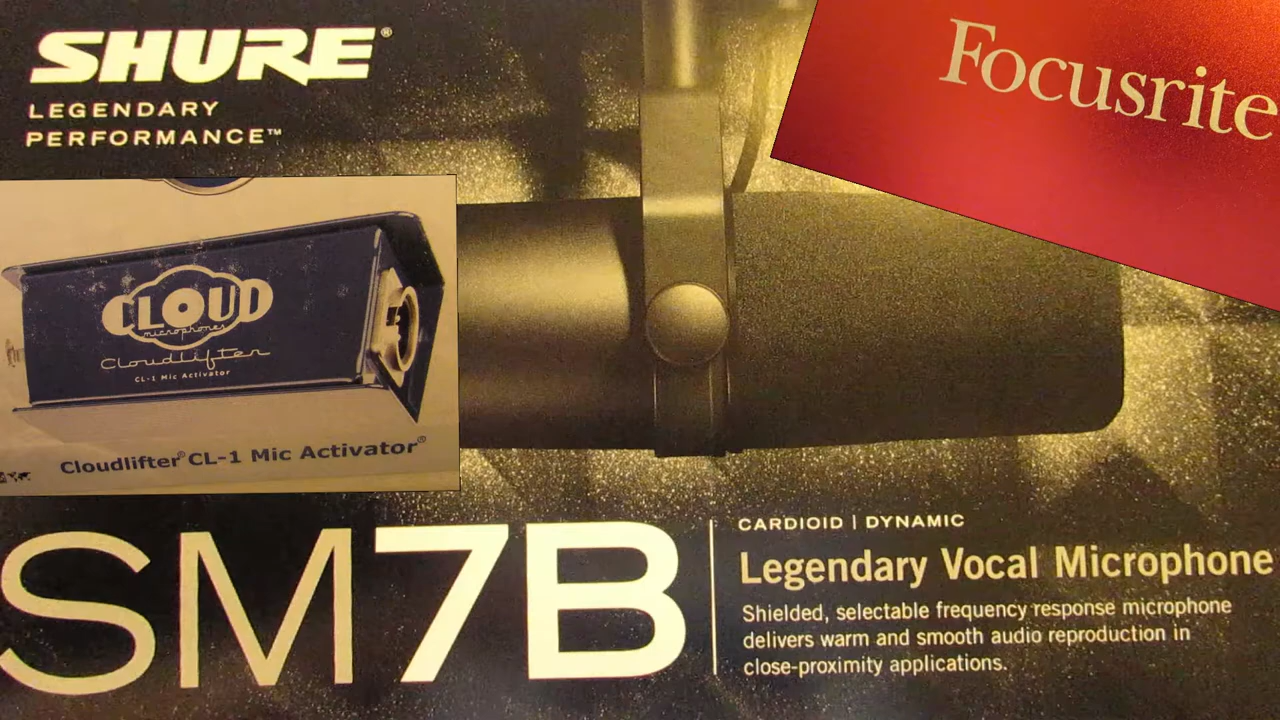 SHURE®
LEGENDARY
PERFORMANCE™
Focusrite
CLOUD
microphones
Cloudlifter
CL-1 Mic Activator
Cloudlifter® CL-1 Mic Activator®
SM7B
CARDIOID | DYNAMIC
Legendary Vocal Microphone
Shielded, selectable frequency response microphone
delivers warm and smooth audio reproduction in
close-proximity applications.